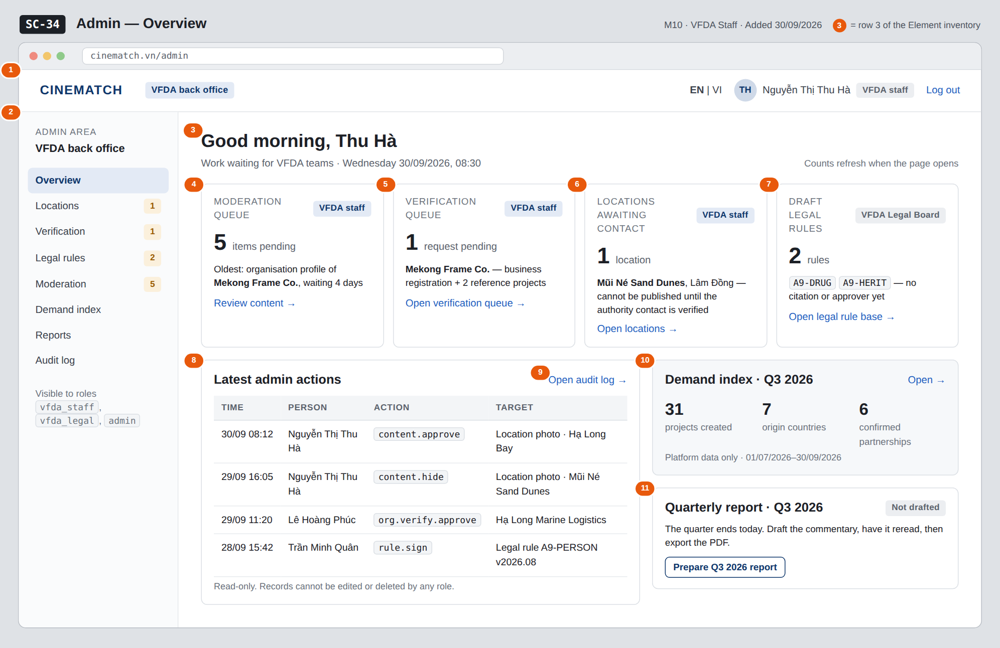 SC-34 Admin — Overview
M10 · VFDA Staff · Added 30/09/2026 3 = row 3 of the Element inventory
cinematch.vn/admin
1
CINEMATCH VFDA back office EN | VI TH Nguyễn Thị Thu Hà VFDA staff Log out
2
ADMIN AREA
VFDA back office
Overview
Locations 1
Verification 1
Legal rules 2
Moderation 5
Demand index
Reports
Audit log
Visible to roles
vfda_staff,
vfda_legal, admin
3
Good morning, Thu Hà
Work waiting for VFDA teams · Wednesday 30/09/2026, 08:30
Counts refresh when the page opens
4
MODERATION
QUEUE
VFDA staff
5 items pending
Oldest: organisation profile of
Mekong Frame Co., waiting 4 days
Review content →
5
VERIFICATION
QUEUE
VFDA staff
1 request pending
Mekong Frame Co. — business
registration + 2 reference projects
Open verification queue →
6
LOCATIONS
AWAITING
CONTACT
VFDA staff
1 location
Mũi Né Sand Dunes, Lâm Đồng —
cannot be published until the
authority contact is verified
Open locations →
7
DRAFT
LEGAL
RULES
VFDA Legal Board
2 rules
A9-DRUG A9-HERIT — no
citation or approver yet
Open legal rule base →
8
Latest admin actions
9
Open audit log →
TIME PERSON ACTION TARGET
30/09 08:12 Nguyễn Thị Thu content.approve Location photo · Hạ Long
Hà Bay
29/09 16:05 Nguyễn Thị Thu content.hide Location photo · Mũi Né
Hà Sand Dunes
29/09 11:20 Lê Hoàng Phúc org.verify.approve Hạ Long Marine Logistics
28/09 15:42 Trần Minh Quân rule.sign Legal rule A9-PERSON
v2026.08
Read-only. Records cannot be edited or deleted by any role.
10
Demand index · Q3 2026 Open →
31 7 6
projects created origin countries confirmed
partnerships
Platform data only · 01/07/2026–30/09/2026
11
Quarterly report · Q3 2026 Not drafted
The quarter ends today. Draft the commentary, have it reread, then
export the PDF.
Prepare Q3 2026 report